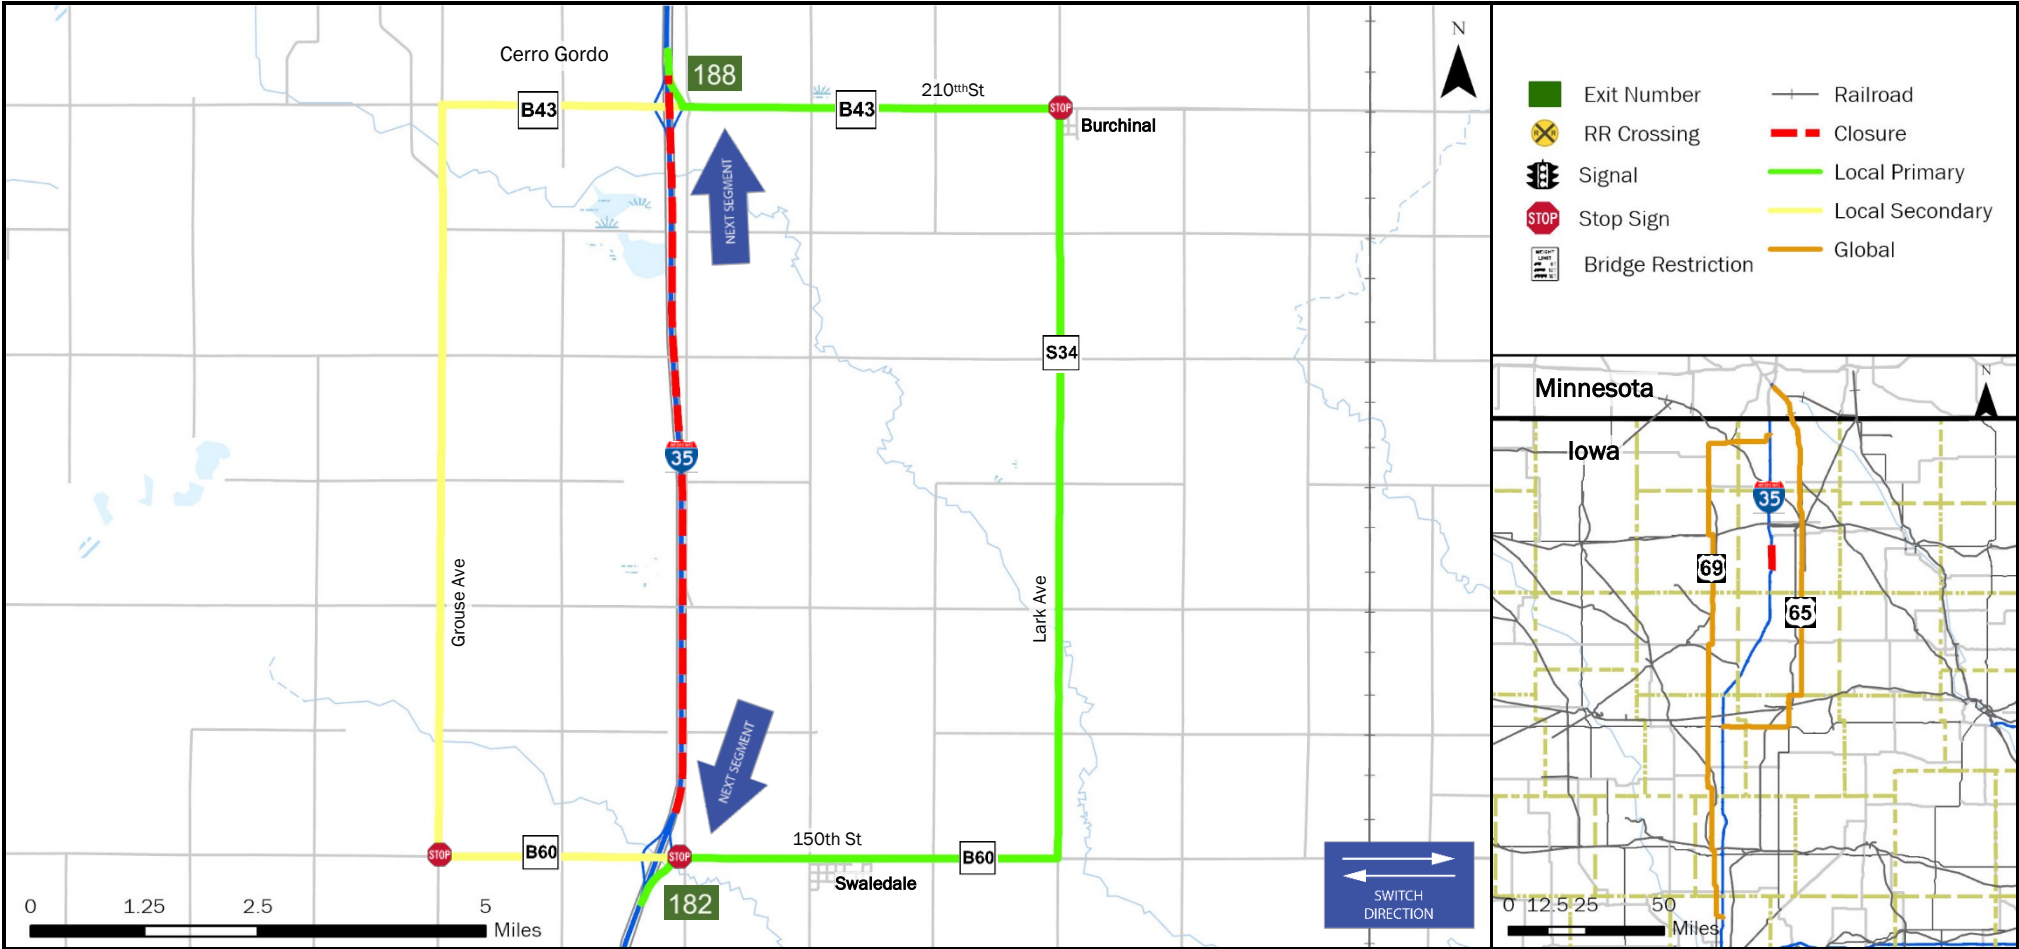 Cerro Gordo
188
N
B43
B43
210tthSt
STOP
Burchinal
NEXT SEGMENT
S34
35
Grouse Ave
Lark Ave
NEXT SEGMENT
STOP
B60
STOP
150th St
B60
Swaledale
182
0 1.25 2.5 5
Miles
SWITCH
DIRECTION
Exit Number
RR Crossing
Signal
STOP
Stop Sign
WEIGHT
LIMIT
Bridge Restriction
Railroad
Closure
Local Primary
Local Secondary
Global
Minnesota
N
Iowa
35
69
65
0 12.5 25 50
Miles